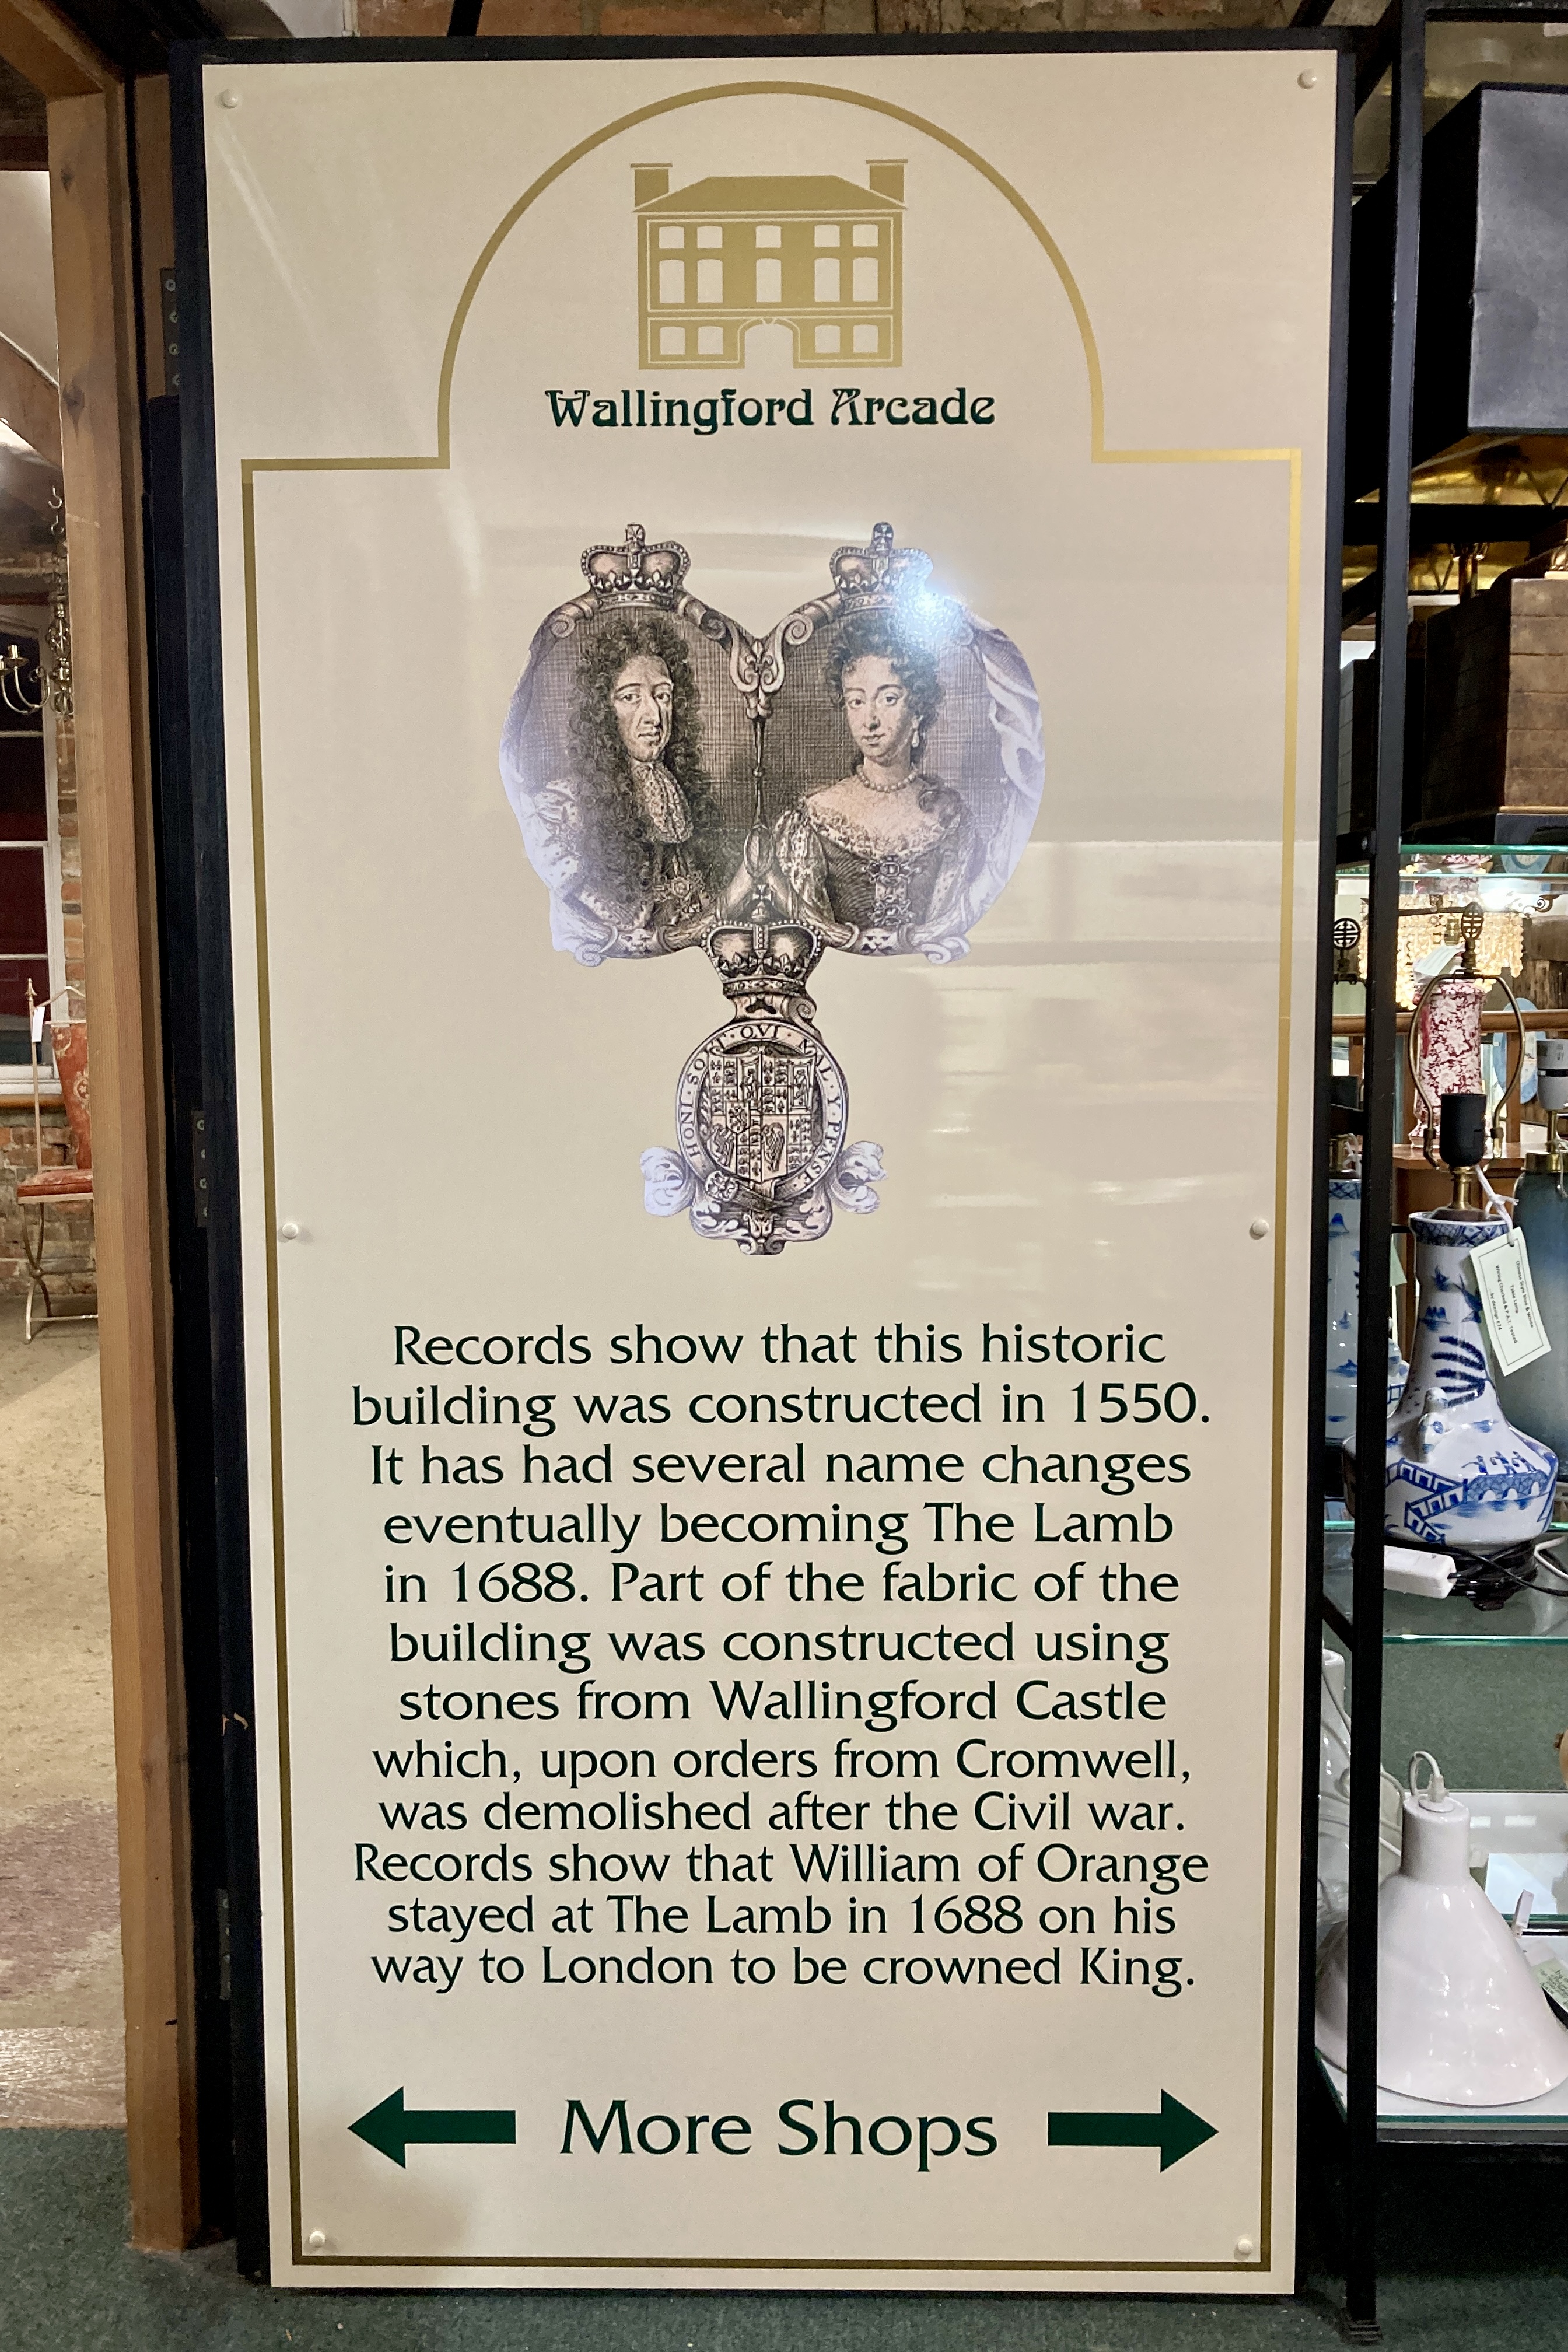 Wallingford Arcade
HONI · SOIT · QVI · MAL · Y · PENSE
Records show that this historic
building was constructed in 1550.
It has had several name changes
eventually becoming The Lamb
in 1688. Part of the fabric of the
building was constructed using
stones from Wallingford Castle
which, upon orders from Cromwell,
was demolished after the Civil war.
Records show that William of Orange
stayed at The Lamb in 1688 on his
way to London to be crowned King.
More Shops